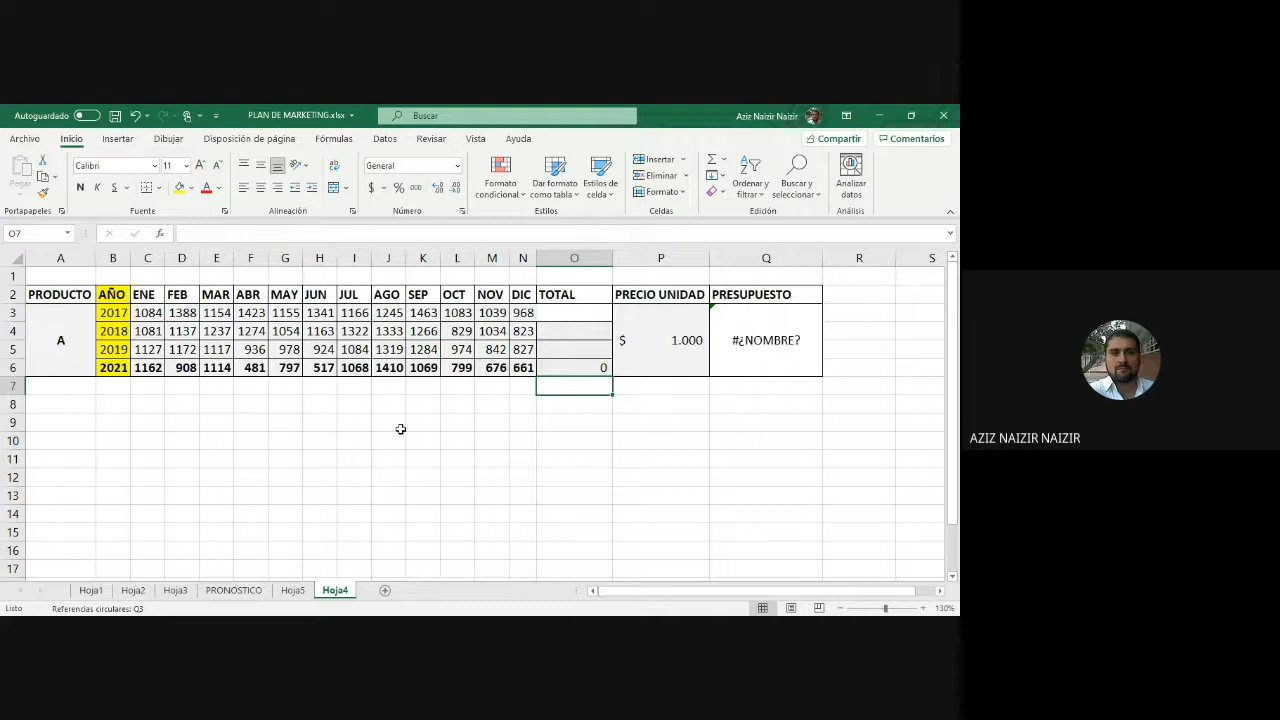 Autoguardado PLAN DE MARKETING.xlsx Buscar Aziz Naizir Naizir
Archivo Inicio Insertar Dibujar Disposición de página Fórmulas Datos Revisar Vista Ayuda Compartir Comentarios
Pegar Calibri 11 General Formato condicional Dar formato como tabla Estilos de celda Insertar Eliminar Formato Ordenar y filtrar Buscar y seleccionar Analizar datos
N K S $ % 000
Portapapeles Fuente Alineación Número Estilos Celdas Edición Análisis
O7 fx
A B C D E F G H I J K L M N O P Q R S
1
2 PRODUCTO AÑO ENE FEB MAR ABR MAY JUN JUL AGO SEP OCT NOV DIC TOTAL PRECIO UNIDAD PRESUPUESTO
3 2017 1084 1388 1154 1423 1155 1341 1166 1245 1463 1083 1039 968
4 2018 1081 1137 1237 1274 1054 1163 1322 1333 1266 829 1034 823
A $ 1.000 #¿NOMBRE?
5 2019 1127 1172 1117 936 978 924 1084 1319 1284 974 842 827
6 2021 1162 908 1114 481 797 517 1068 1410 1069 799 676 661 0
7
8
9
10
11
12
13
14
15
16
17
Hoja1 Hoja2 Hoja3 PRONOSTICO Hoja5 Hoja4
Listo Referencias circulares: Q3 130%
AZIZ NAIZIR NAIZIR